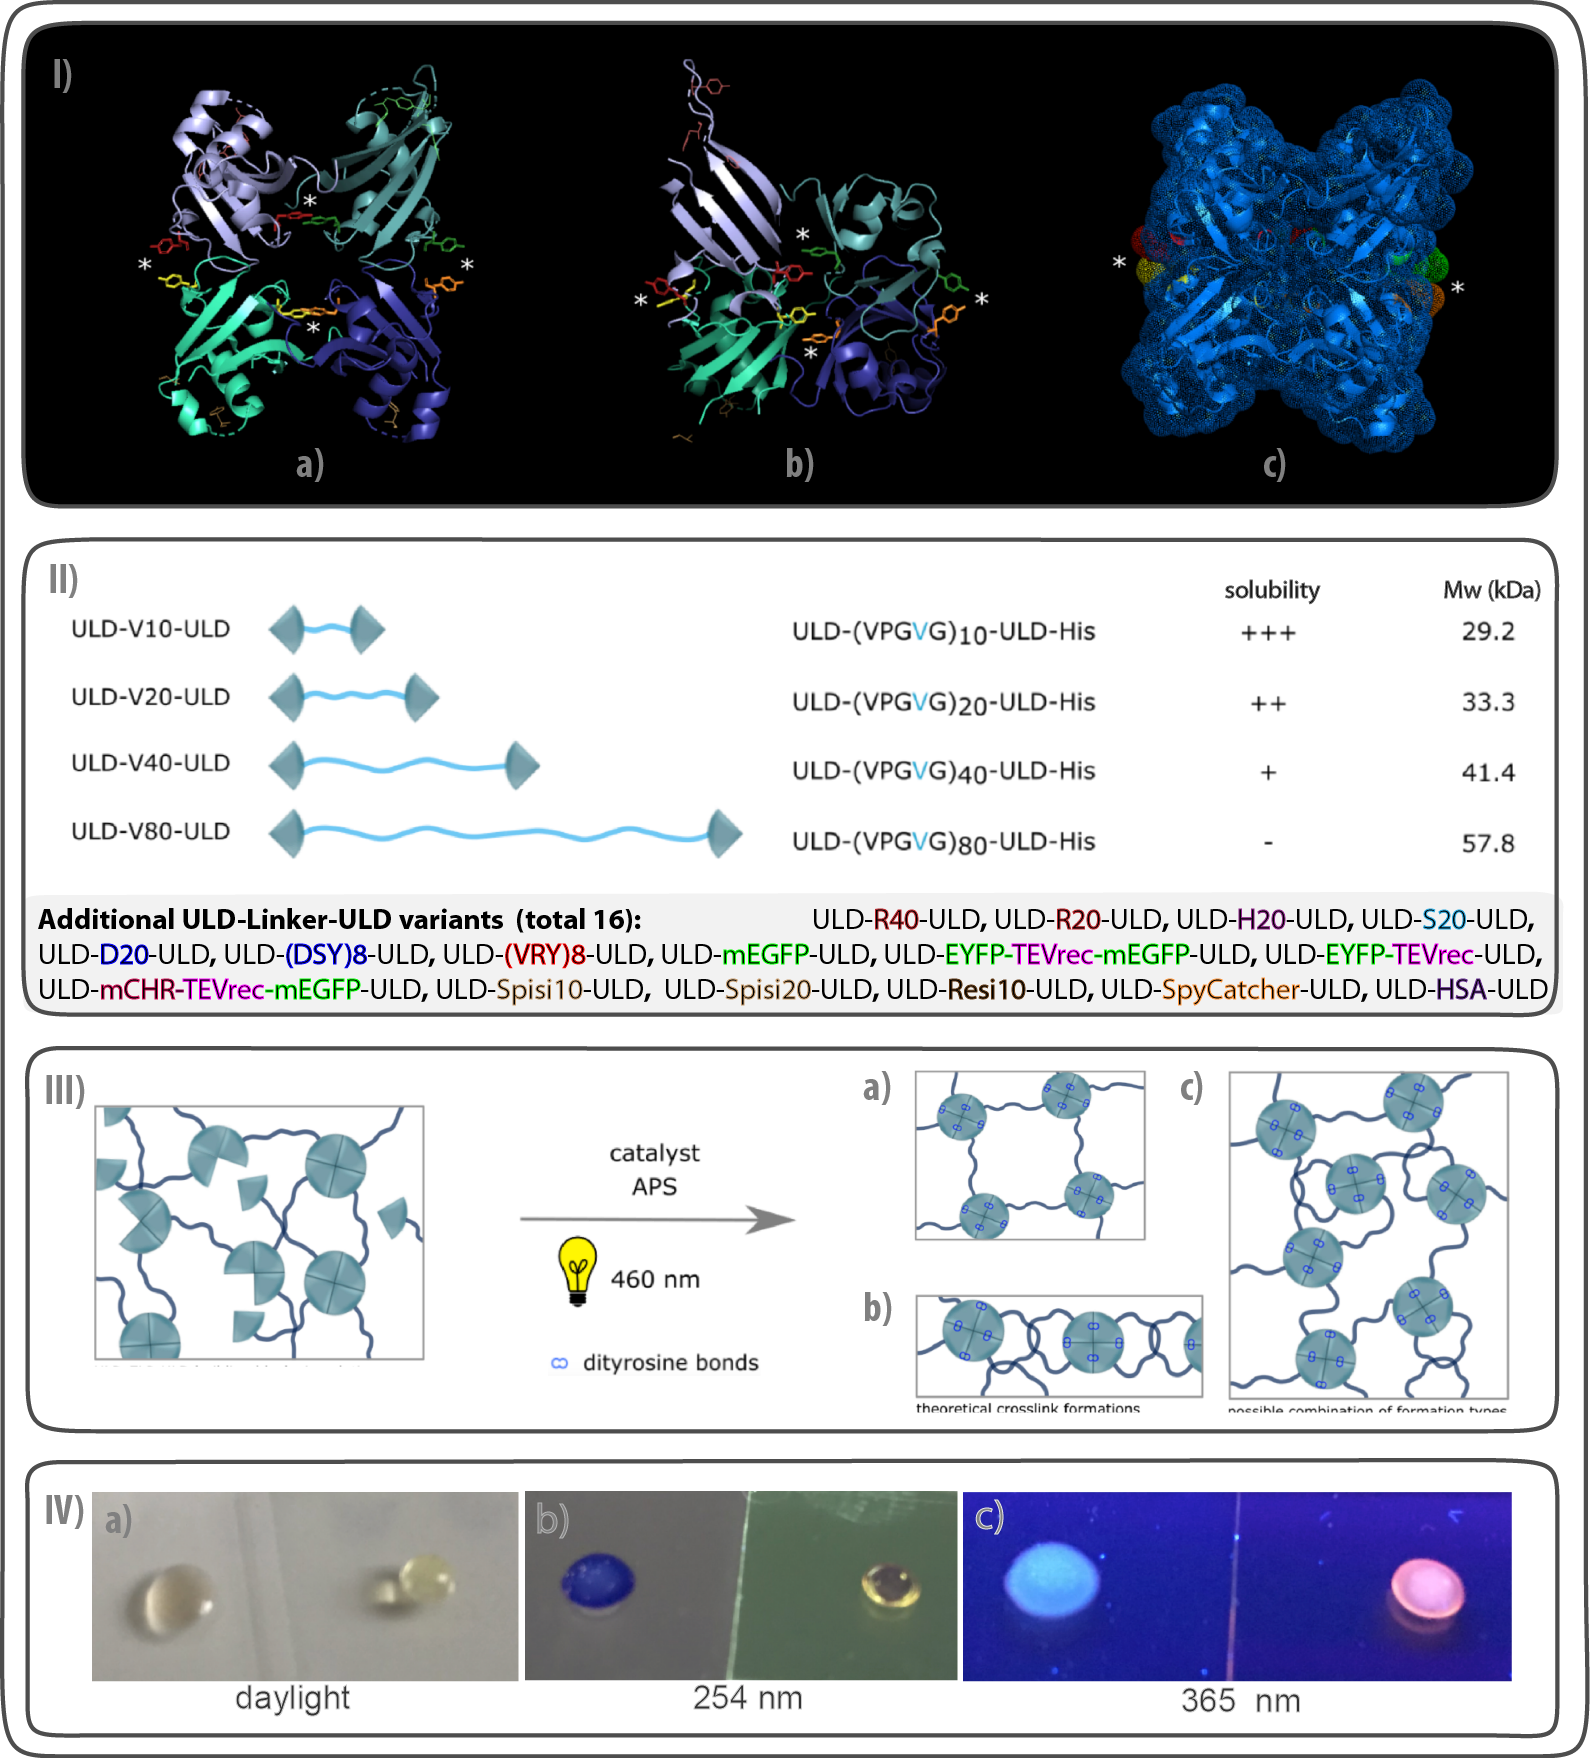 I)
*
*
*
*
*
*
*
*
*
*
a)
b)
c)
II)
solubility
Mw (kDa)
ULD-V10-ULD
ULD-(VPGVG)10-ULD-His
+++
29.2
ULD-V20-ULD
ULD-(VPGVG)20-ULD-His
++
33.3
ULD-V40-ULD
ULD-(VPGVG)40-ULD-His
+
41.4
ULD-V80-ULD
ULD-(VPGVG)80-ULD-His
-
57.8
Additional ULD-Linker-ULD variants (total 16): ULD-R40-ULD, ULD-R20-ULD, ULD-H20-ULD, ULD-S20-ULD,
ULD-D20-ULD, ULD-(DSY)8-ULD, ULD-(VRY)8-ULD, ULD-mEGFP-ULD, ULD-EYFP-TEVrec-mEGFP-ULD, ULD-EYFP-TEVrec-ULD,
ULD-mCHR-TEVrec-mEGFP-ULD, ULD-Spisi10-ULD, ULD-Spisi20-ULD, ULD-Resi10-ULD, ULD-SpyCatcher-ULD, ULD-HSA-ULD
III)
catalyst
APS
460 nm
dityrosine bonds
a)
b)
theoretical crosslink formations
c)
possible combination of formation types
IV)
a)
b)
c)
daylight
254 nm
365 nm